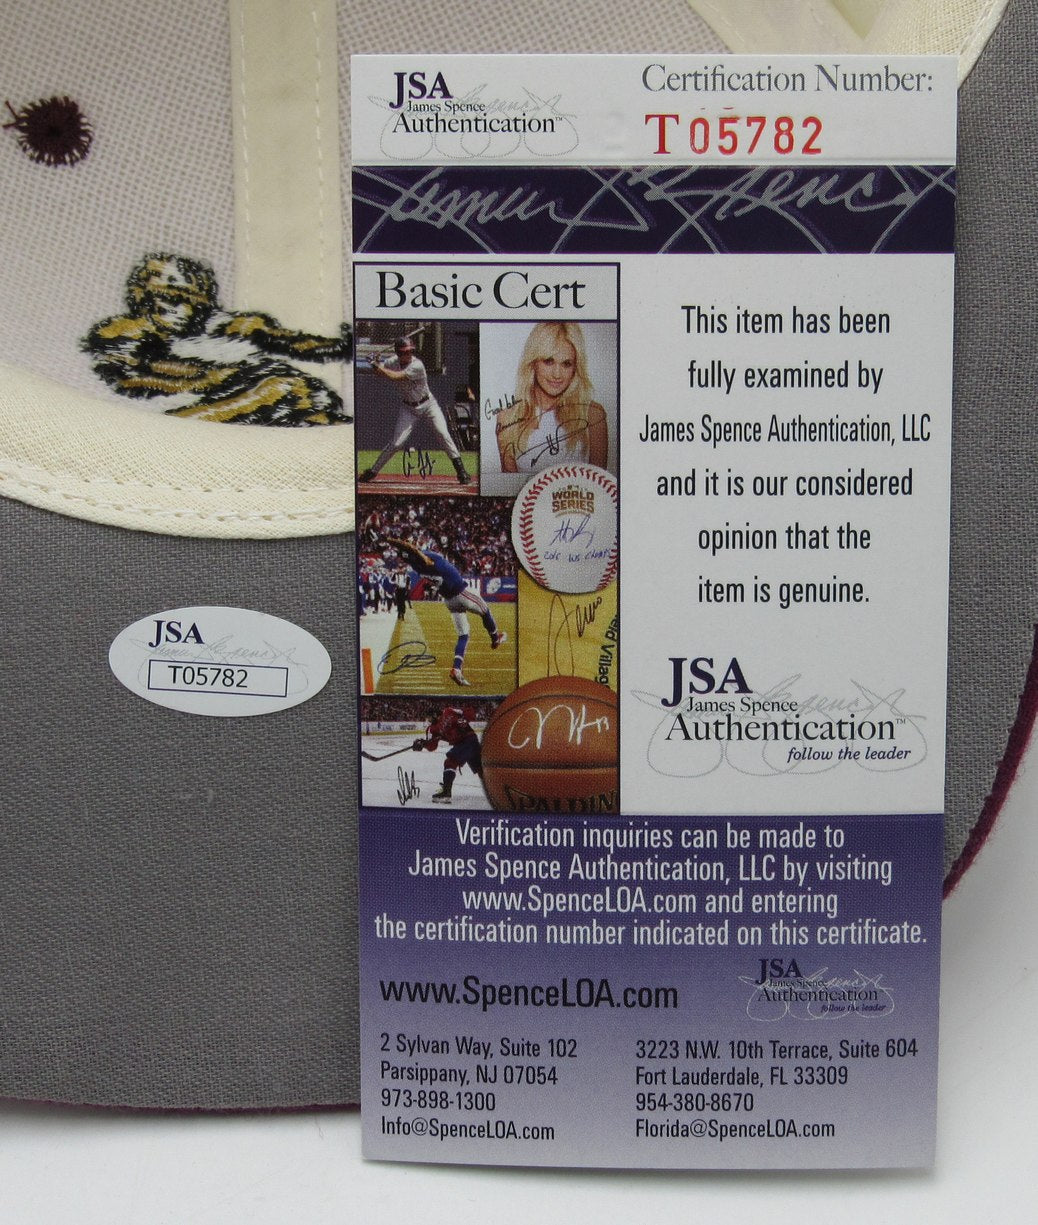 JSA
James Spence
Authentication™
Certification Number:
T05782
James Spence
Basic Cert
This item has been
fully examined by
James Spence Authentication, LLC
and it is our considered
opinion that the
item is genuine.
WORLD
SERIES
SPALDING
JSA
James Spence
Authentication™
follow the leader
JSA
T05782
Verification inquiries can be made to
James Spence Authentication, LLC by visiting
www.SpenceLOA.com and entering
the certification number indicated on this certificate.
www.SpenceLOA.com
JSA
James Spence
Authentication
follow the leader
2 Sylvan Way, Suite 102
Parsippany, NJ 07054
973-898-1300
Info@SpenceLOA.com
3223 N.W. 10th Terrace, Suite 604
Fort Lauderdale, FL 33309
954-380-8670
Florida@SpenceLOA.com